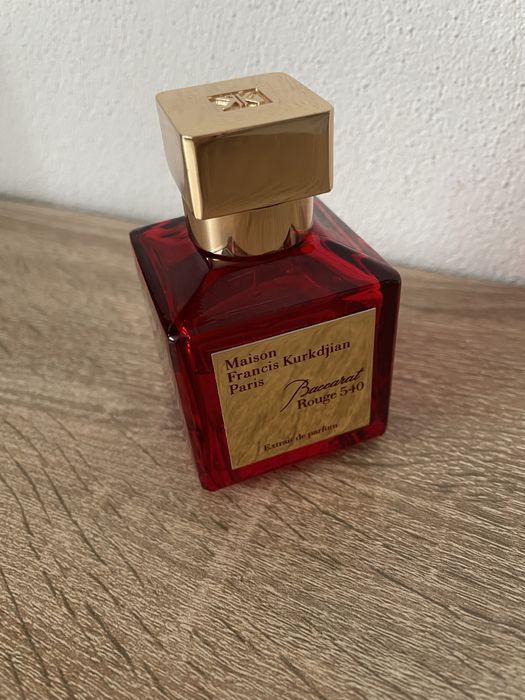 Maison
Francis Kurkdjian
Paris
Baccarat
Rouge 540
Extrait de parfum